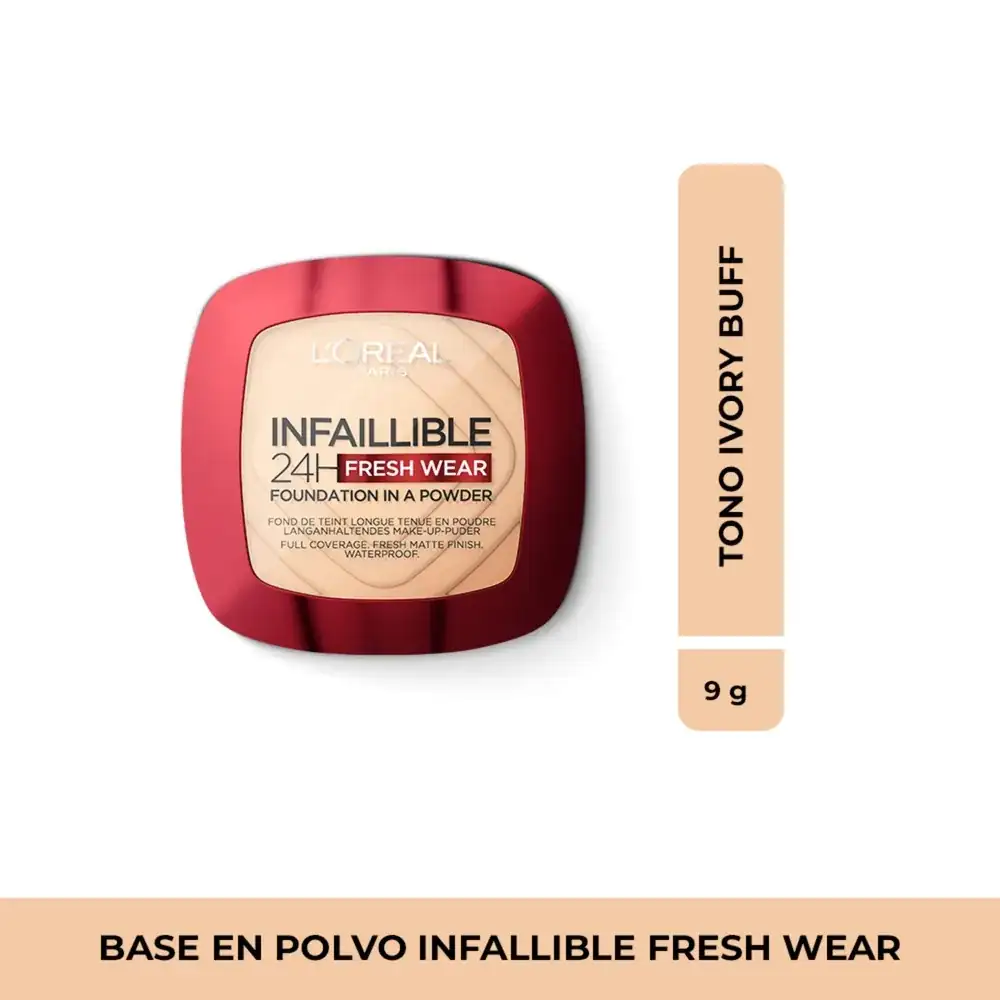 L'ORÉAL
PARIS
INFAILLIBLE
24H FRESH WEAR
FOUNDATION IN A POWDER
FOND DE TEINT LONGUE TENUE EN POUDRE
LANGANHALTENDES MAKE-UP-PUDER
FULL COVERAGE. FRESH MATTE FINISH.
WATERPROOF.
TONO IVORY BUFF
9 g
BASE EN POLVO INFALLIBLE FRESH WEAR